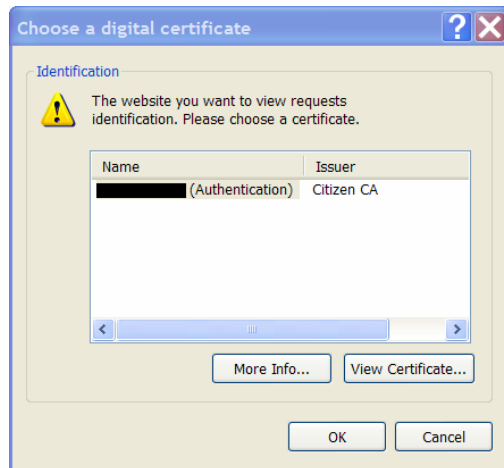 Choose a digital certificate
Identification
The website you want to view requests
identification. Please choose a certificate.
Name Issuer
(Authentication) Citizen CA
More Info... View Certificate...
OK Cancel